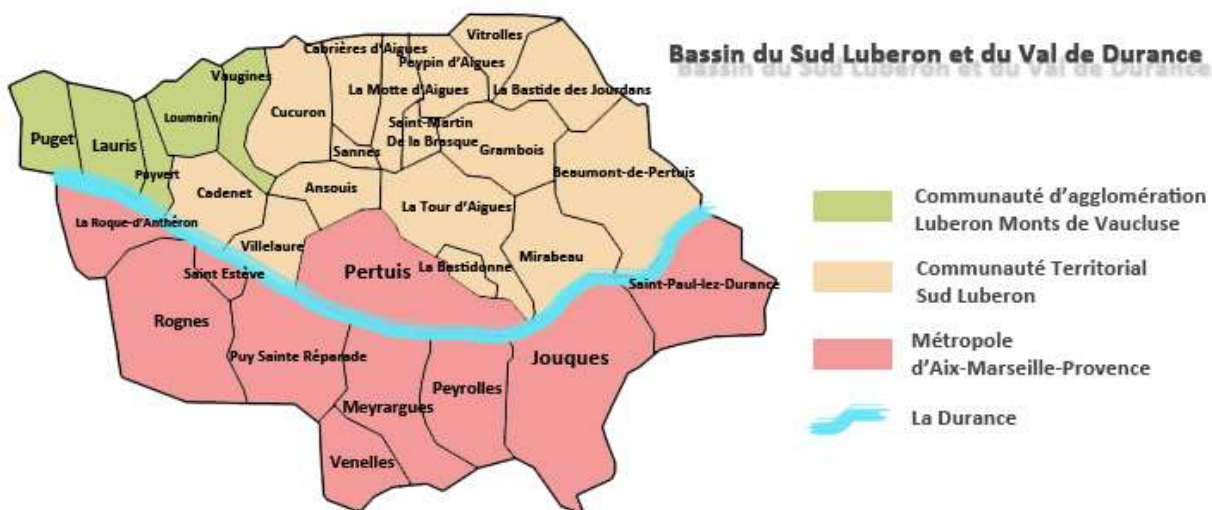 Bassin du Sud Luberon et du Val de Durance
Vitrolles
Cabrières d'Aigues
Peypin d'Aigues
Vaugines
La Motte d'Aigues
La Bastide des Jourdans
Cucuron
Loumarin
Saint-Martin
De la Brasque
Puget
Lauris
Sannes
Grambois
Puyvert
Beaumont-de-Pertuis
Cadenet
Ansouis
La Tour d'Aigues
La Roque-d'Anthéron
Villelaure
Mirabeau
Saint Estève
Pertuis
La Bastidonne
Saint-Paul-lez-Durance
Rognes
Puy Sainte Réparade
Jouques
Peyrolles
Meyrargues
Venelles
Communauté d'agglomération
Luberon Monts de Vaucluse
Communauté Territorial
Sud Luberon
Métropole
d'Aix-Marseille-Provence
La Durance